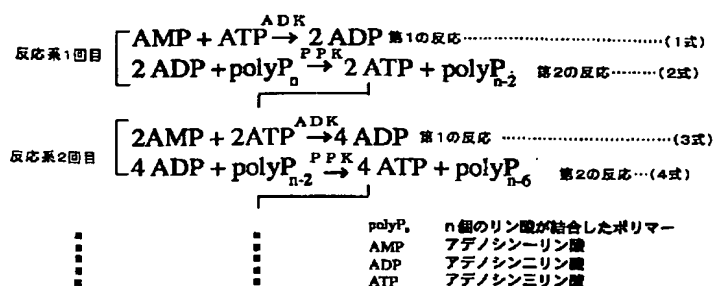 ADK
反応系1回目 AMP + ATP → 2 ADP 第1の反応………………………(1式)
PPK
2 ADP + polyPn → 2 ATP + polyPn-2 第2の反応………(2式)
ADK
反応系2回目 2AMP + 2ATP → 4 ADP 第1の反応 ………………………………(3式)
PPK
4 ADP + polyPn-2 → 4 ATP + polyPn-6 第2の反応…(4式)
polyPn n個のリン酸が結合したポリマー
AMP アデノシン一リン酸
ADP アデノシン二リン酸
ATP アデノシン三リン酸